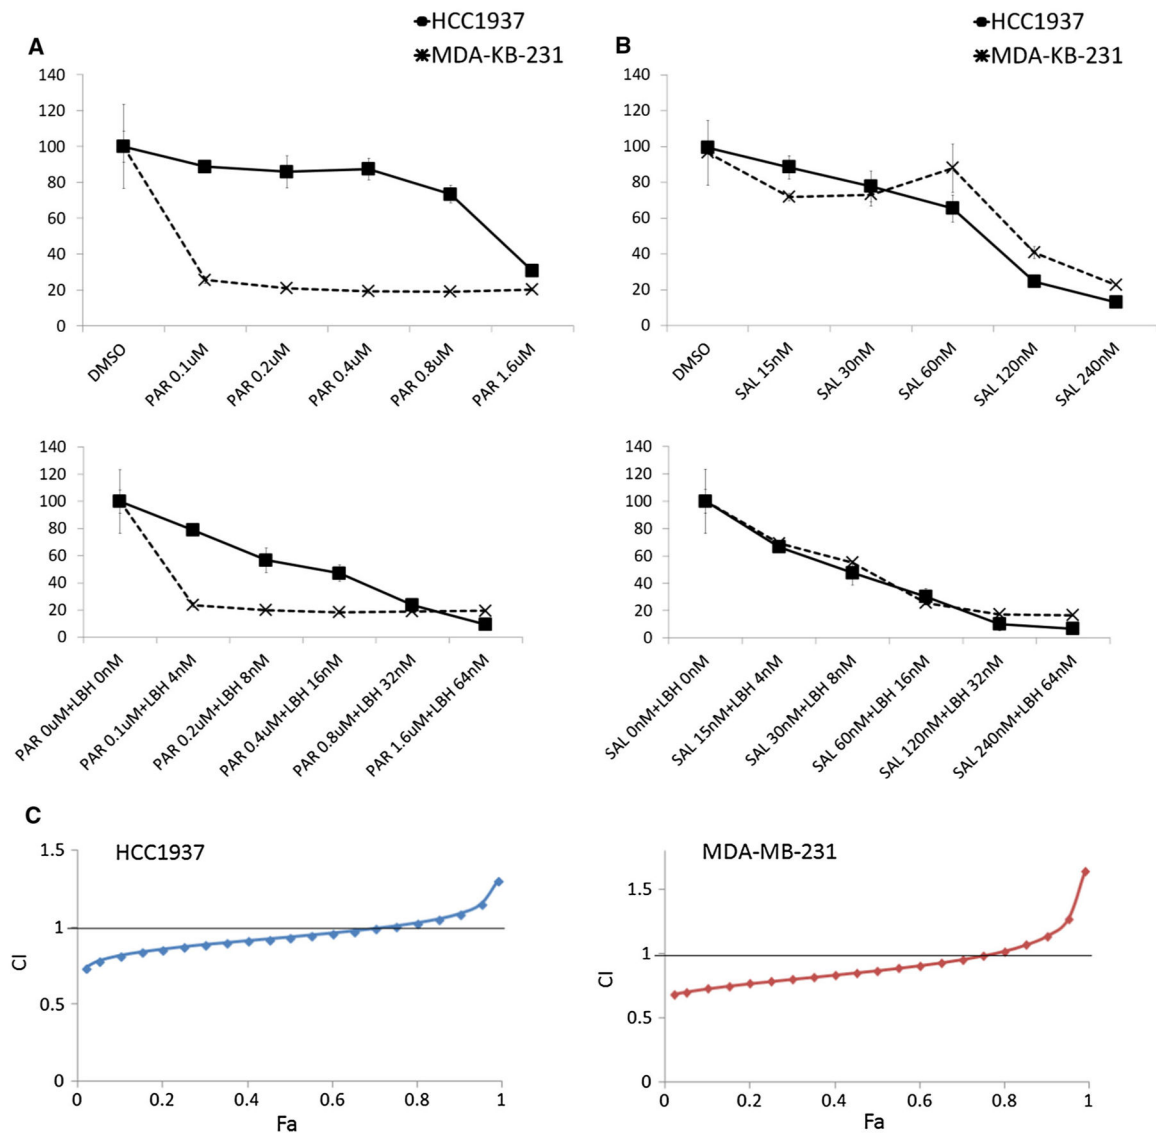 HCC1937
MDA-KB-231
A
140
120
100
80
60
40
20
0
DMSO
PAR 0.1uM
PAR 0.2uM
PAR 0.4uM
PAR 0.8uM
PAR 1.6uM
HCC1937
MDA-KB-231
B
140
120
100
80
60
40
20
0
DMSO
SAL 15nM
SAL 30nM
SAL 60nM
SAL 120nM
SAL 240nM
140
120
100
80
60
40
20
0
PAR 0uM+LBH 0nM
PAR 0.1uM+LBH 4nM
PAR 0.2uM+LBH 8nM
PAR 0.4uM+LBH 16nM
PAR 0.8uM+LBH 32nM
PAR 1.6uM+LBH 64nM
140
120
100
80
60
40
20
0
SAL 0nM+LBH 0nM
SAL 15nM+LBH 4nM
SAL 30nM+LBH 8nM
SAL 60nM+LBH 16nM
SAL 120nM+LBH 32nM
SAL 240nM+LBH 64nM
C
HCC1937
1.5
1
0.5
0
CI
0 0.2 0.4 0.6 0.8 1
Fa
MDA-MB-231
1.5
1
0.5
0
CI
0 0.2 0.4 0.6 0.8 1
Fa